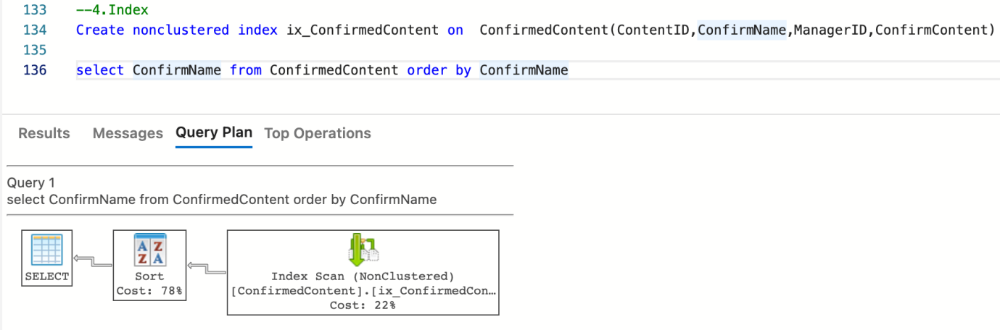 133 --4.Index
134 Create nonclustered index ix_ConfirmedContent on  ConfirmedContent(ContentID,ConfirmName,ManagerID,ConfirmContent)
135
136 select ConfirmName from ConfirmedContent order by ConfirmName
Results Messages Query Plan Top Operations
Query 1
select ConfirmName from ConfirmedContent order by ConfirmName
A Z
Z A
SELECT Sort Index Scan (NonClustered)
Cost: 78% [ConfirmedContent].[ix_ConfirmedCon...
Cost: 22%